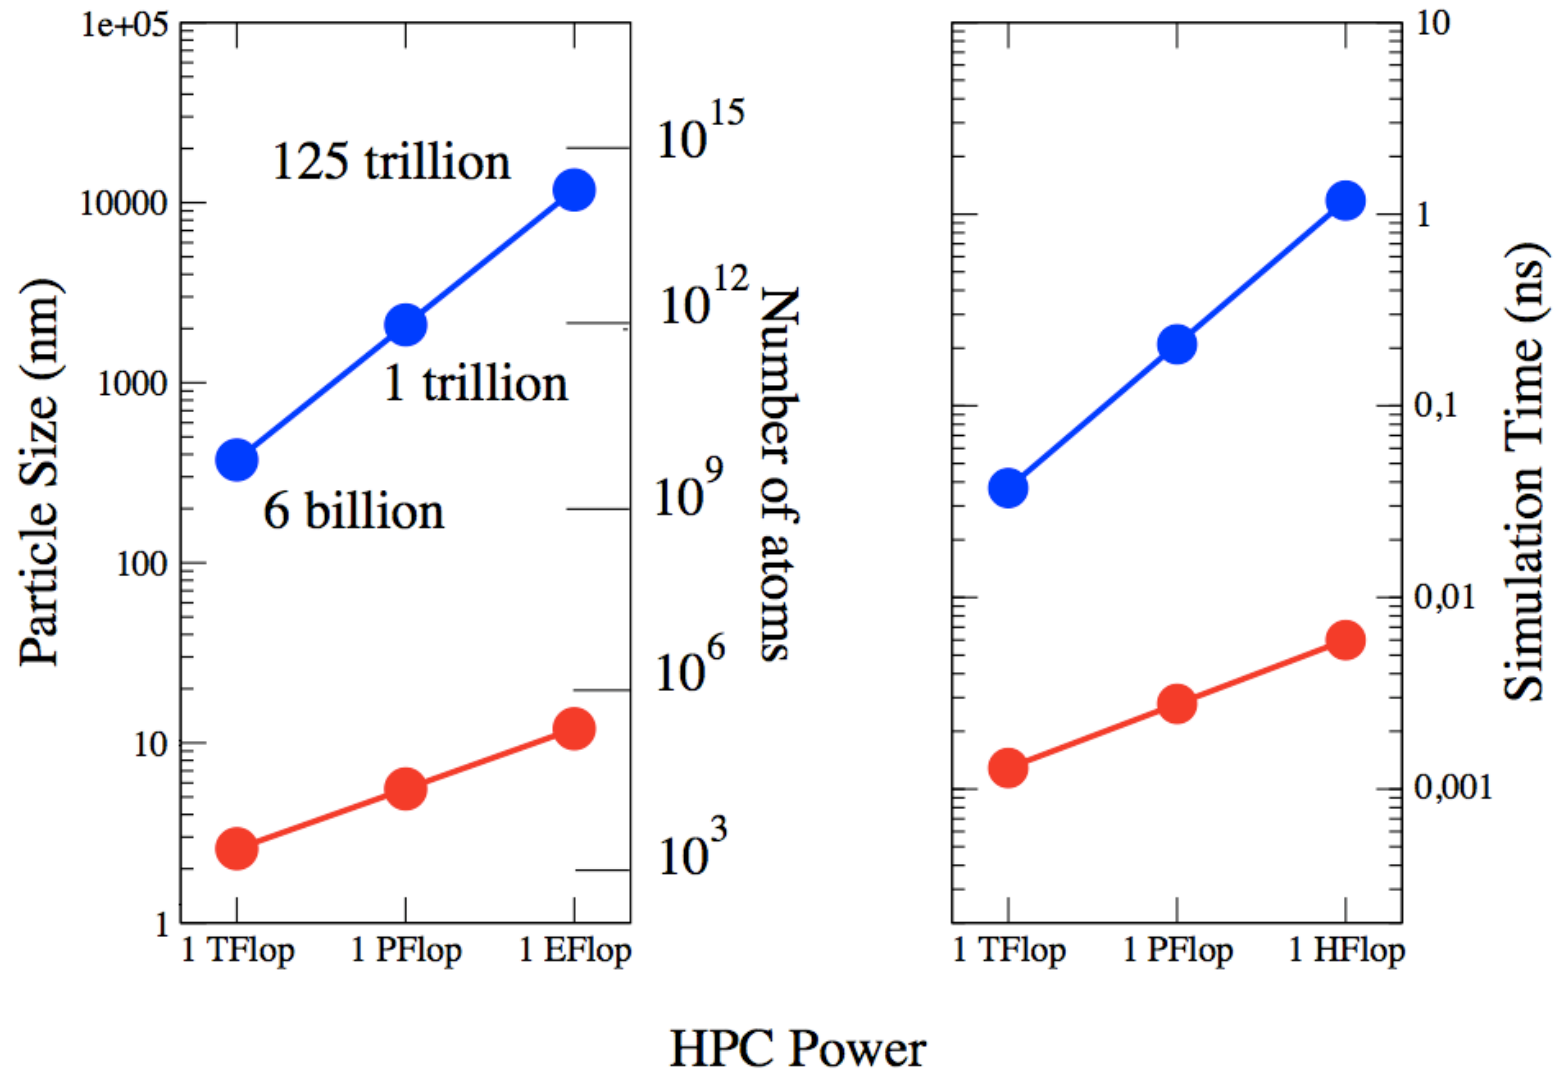 Particle Size (nm)
1e+05
10000
1000
100
10
1
125 trillion
1 trillion
6 billion
1 TFlop
1 PFlop
1 EFlop
10^15
10^12
10^9
10^6
10^3
Number of atoms
1 TFlop
1 PFlop
1 HFlop
10
1
0,1
0,01
0,001
Simulation Time (ns)
HPC Power